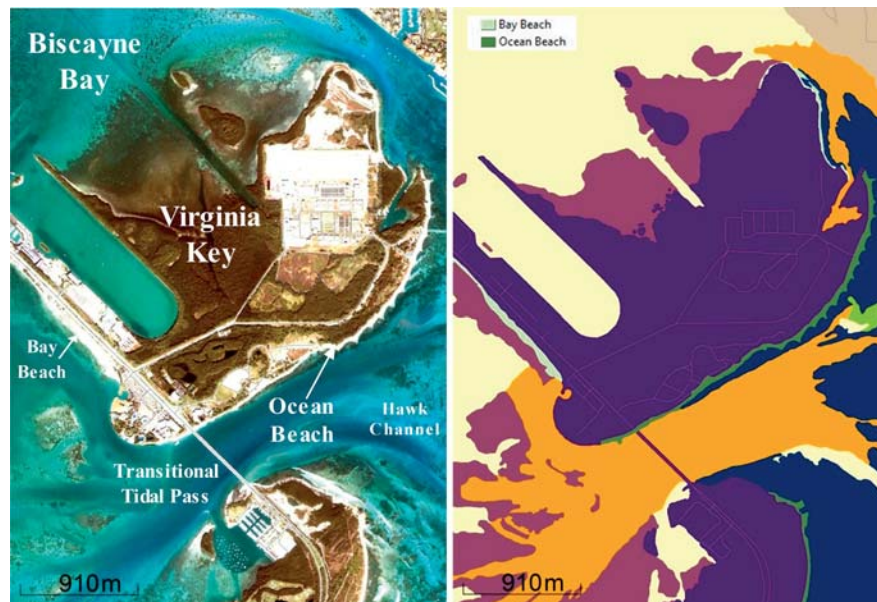 Biscayne
Bay
Virginia
Key
Bay
Beach
Ocean
Beach
Hawk
Channel
Transitional
Tidal Pass
910m
Bay Beach
Ocean Beach
910m